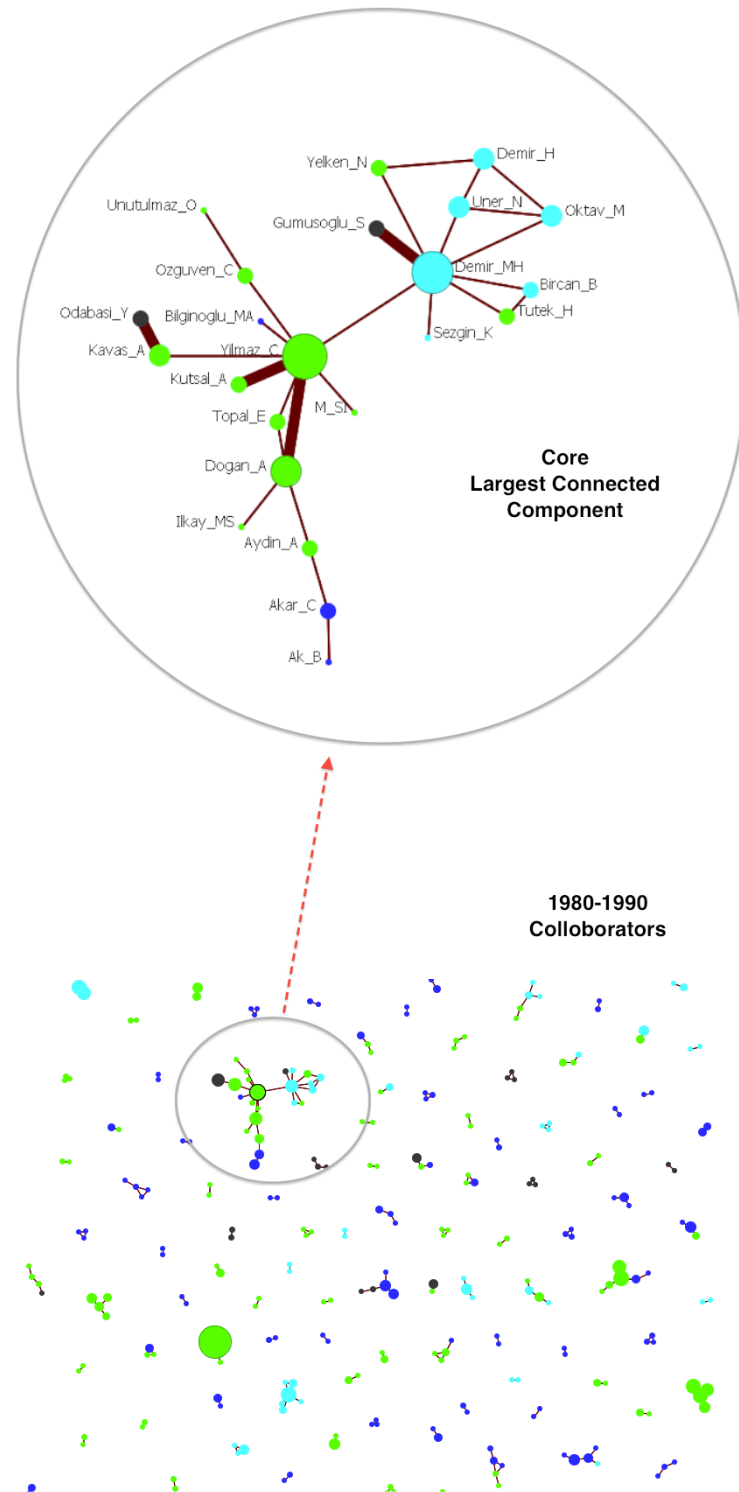 Demir_H
Yelken_N
Uner_N
Unutulmaz_O
Oktav_M
Gumusoglu_S
Ozguven_C
Demir_MH
Bircan_B
Odabasi_Y
Bilginoglu_MA
Tutek_H
Sezgin_K
Kavas_A
Yilmaz_C
Kutsal_A
M_SI
Topal_E
Core
Dogan_A
Largest Connected
Component
Ilkay_MS
Aydin_A
Akar_C
Ak_B
1980-1990
Colloborators